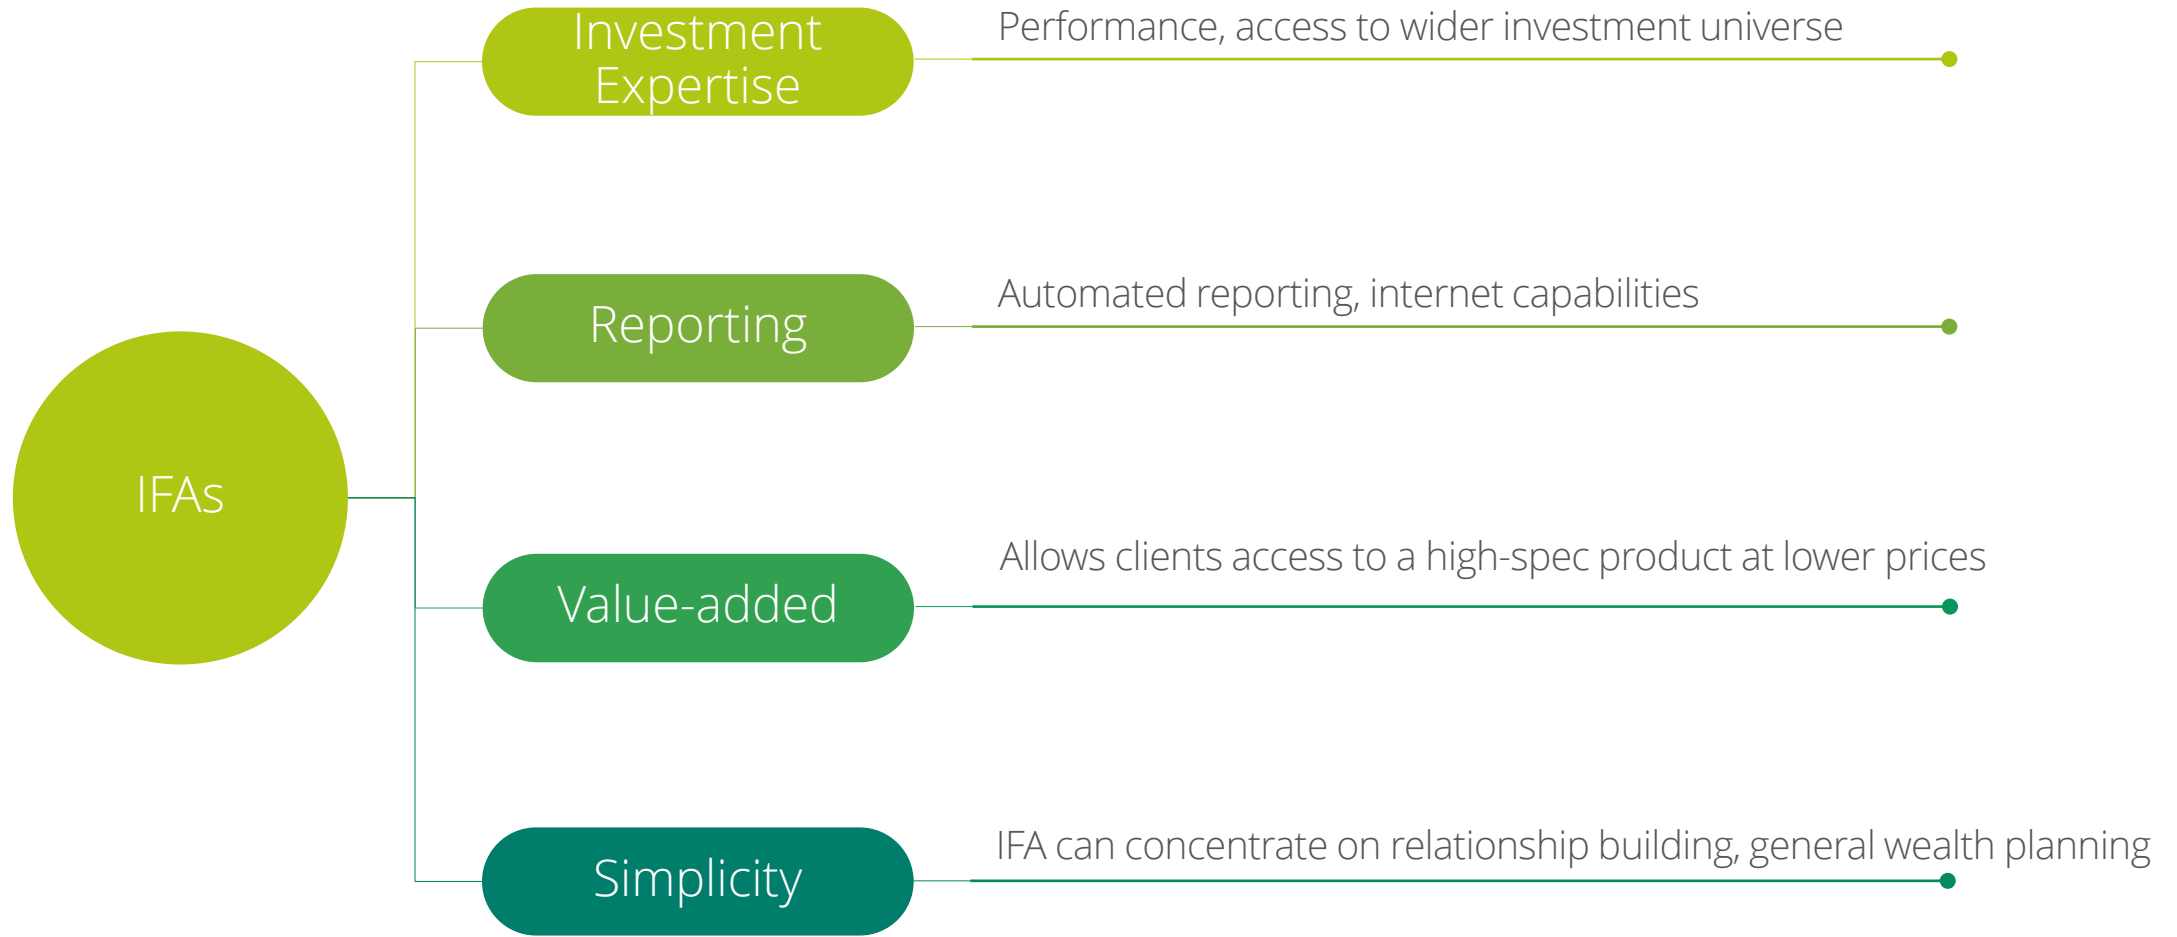 IFAs
Investment
Expertise
Performance, access to wider investment universe
Reporting
Automated reporting, internet capabilities
Value-added
Allows clients access to a high-spec product at lower prices
Simplicity
IFA can concentrate on relationship building, general wealth planning